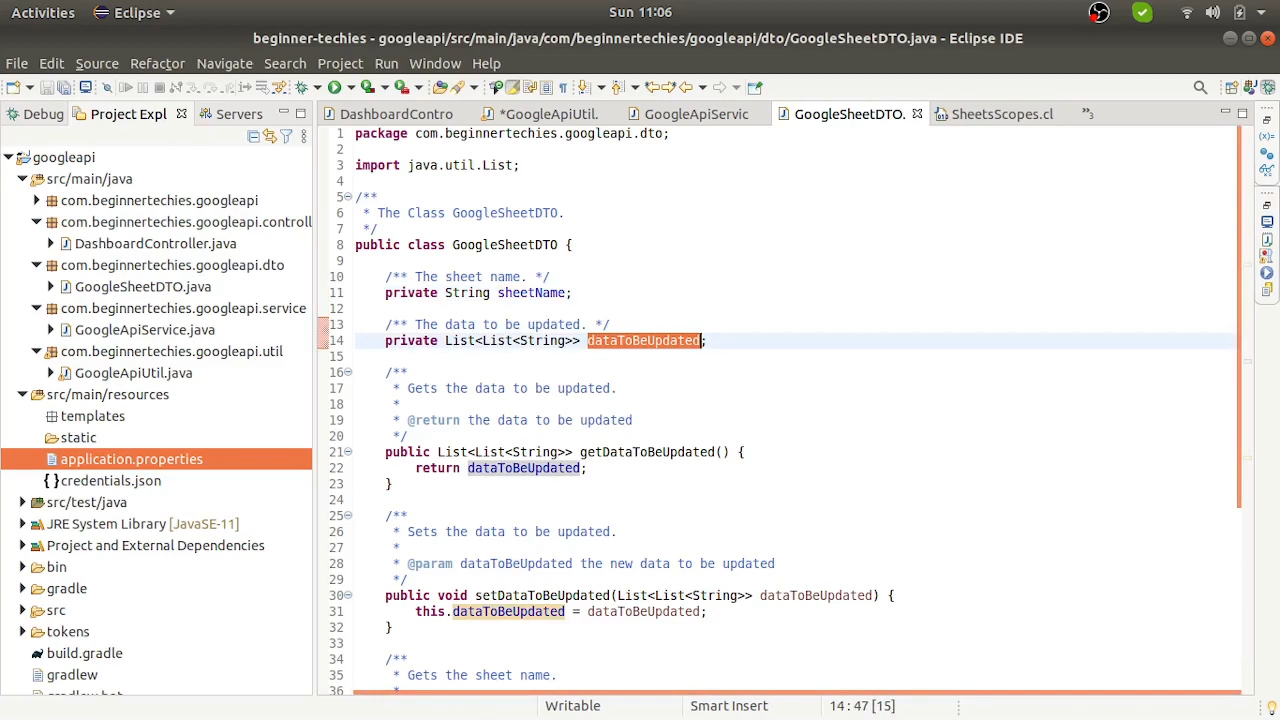 Activities Eclipse Sun 11:06
beginner-techies - googleapi/src/main/java/com/beginnertechies/googleapi/dto/GoogleSheetDTO.java - Eclipse IDE
File Edit Source Refactor Navigate Search Project Run Window Help
Debug Project Expl Servers
DashboardContro *GoogleApiUtil. GoogleApiServic GoogleSheetDTO. SheetsScopes.cl »3
googleapi
src/main/java
com.beginnertechies.googleapi
com.beginnertechies.googleapi.controll
DashboardController.java
com.beginnertechies.googleapi.dto
GoogleSheetDTO.java
com.beginnertechies.googleapi.service
GoogleApiService.java
com.beginnertechies.googleapi.util
GoogleApiUtil.java
src/main/resources
templates
static
application.properties
credentials.json
src/test/java
JRE System Library [JavaSE-11]
Project and External Dependencies
bin
gradle
src
tokens
build.gradle
gradlew
1 package com.beginnertechies.googleapi.dto;
2
3 import java.util.List;
4
5 /**
6 * The Class GoogleSheetDTO.
7 */
8 public class GoogleSheetDTO {
9
10 /** The sheet name. */
11 private String sheetName;
12
13 /** The data to be updated. */
14 private List<List<String>> dataToBeUpdated;
15
16 /**
17 * Gets the data to be updated.
18 *
19 * @return the data to be updated
20 */
21 public List<List<String>> getDataToBeUpdated() {
22 return dataToBeUpdated;
23 }
24
25 /**
26 * Sets the data to be updated.
27 *
28 * @param dataToBeUpdated the new data to be updated
29 */
30 public void setDataToBeUpdated(List<List<String>> dataToBeUpdated) {
31 this.dataToBeUpdated = dataToBeUpdated;
32 }
33
34 /**
35 * Gets the sheet name.
36 *
Writable Smart Insert 14 : 47 [15]